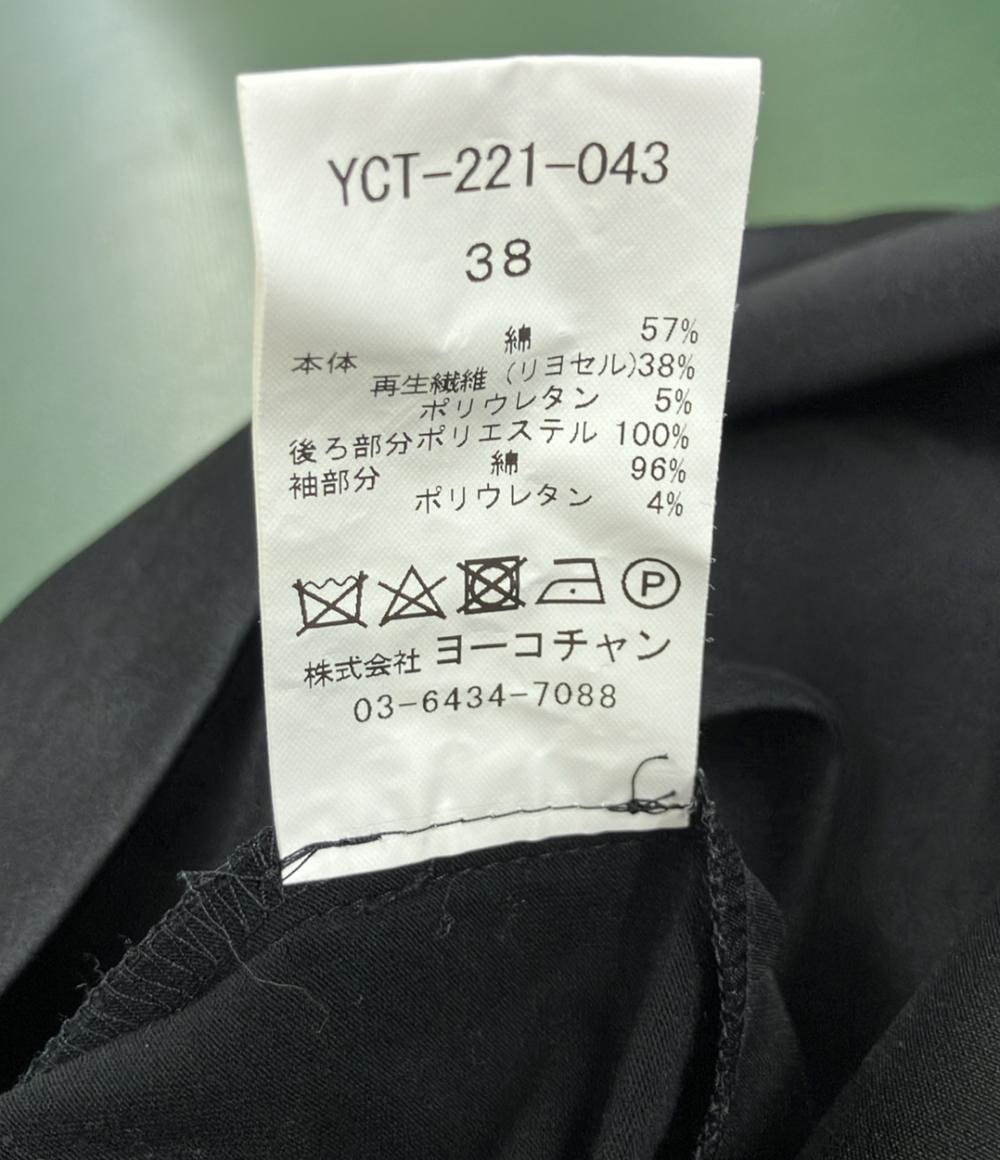 YCT-221-043
38
綿 57%
本体 再生繊維（リヨセル）38%
ポリウレタン 5%
後ろ部分ポリエステル 100%
袖部分 綿 96%
ポリウレタン 4%
P
株式会社 ヨーコチャン
03-6434-7088